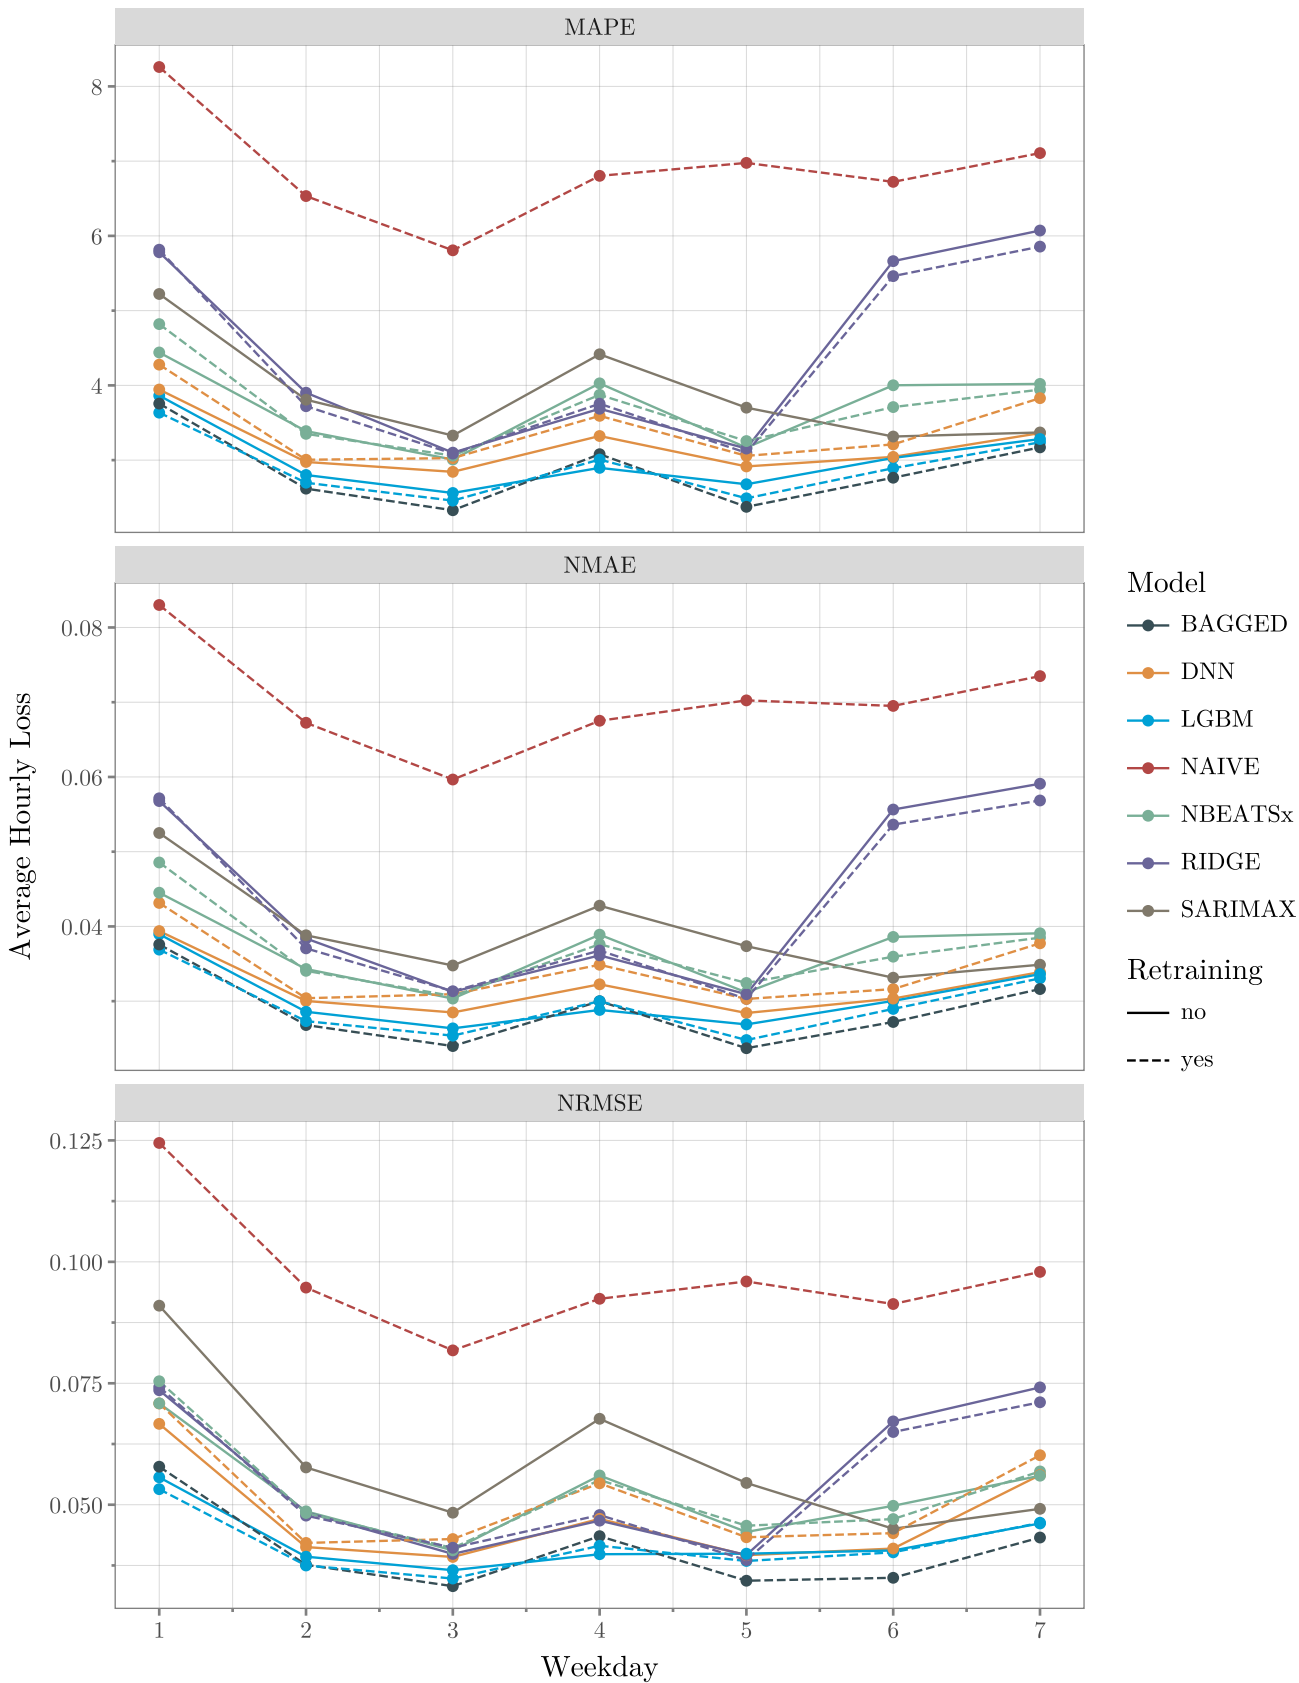 MAPE
8
6
4
NMAE
0.08
0.06
0.04
NRMSE
0.125
0.100
0.075
0.050
1 2 3 4 5 6 7
Weekday
Average Hourly Loss
Model
BAGGED
DNN
LGBM
NAIVE
NBEATSx
RIDGE
SARIMAX
Retraining
no
yes